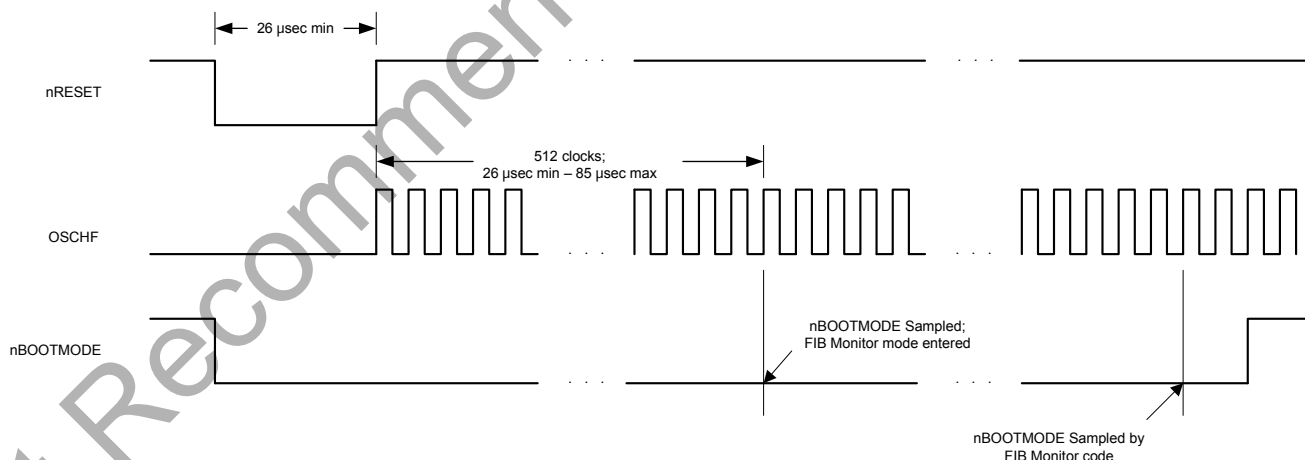 26 µsec min
nRESET
512 clocks;
26 µsec min – 85 µsec max
OSCHF
nBOOTMODE Sampled;
FIB Monitor mode entered
nBOOTMODE
nBOOTMODE Sampled by
FIB Monitor code
Recommen